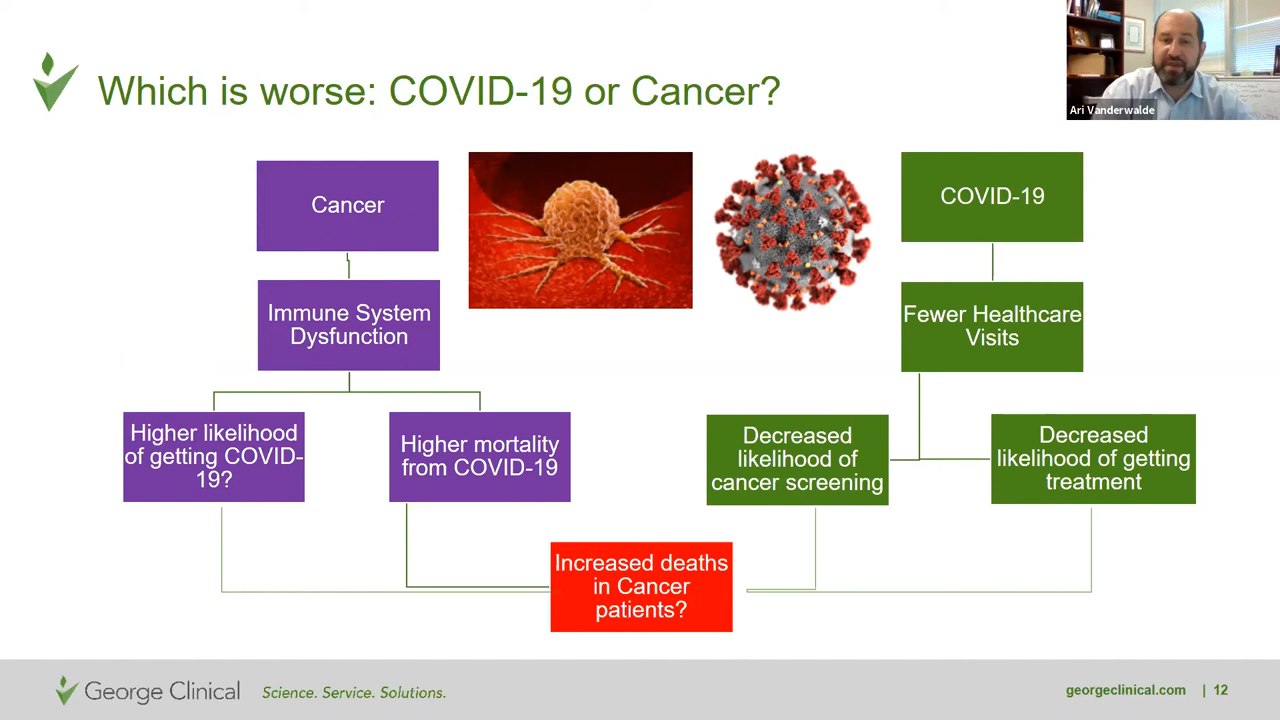 Which is worse: COVID-19 or Cancer?
Ari Vanderwalde
Cancer
COVID-19
Immune System
Dysfunction
Fewer Healthcare
Visits
Higher likelihood
of getting COVID-
19?
Higher mortality
from COVID-19
Decreased
likelihood of
cancer screening
Decreased
likelihood of getting
treatment
Increased deaths
in Cancer
patients?
George Clinical
Science. Service. Solutions.
georgeclinical.com | 12